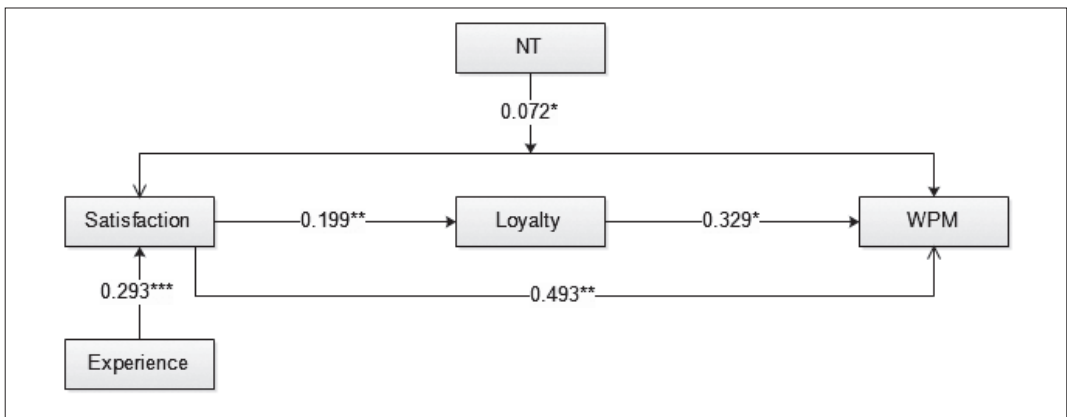 NT
0.072*
Satisfaction
0.199**
Loyalty
0.329*
WPM
0.293***
0.493**
Experience